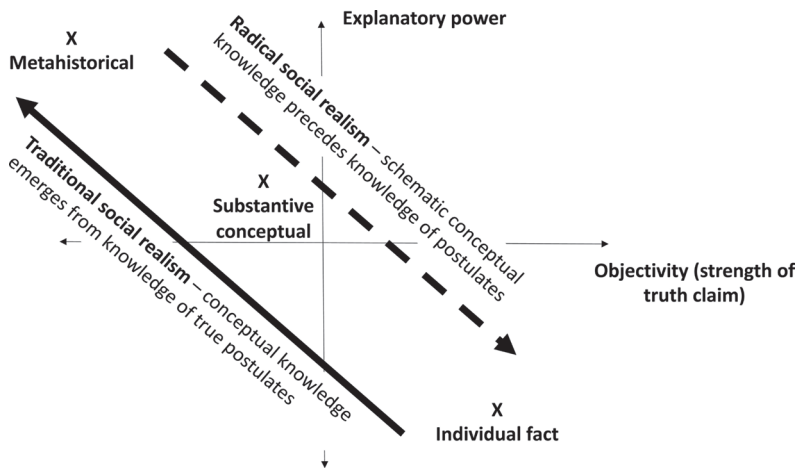 Explanatory power
X
Metahistorical
Radical social realism – schematic conceptual
knowledge precedes knowledge of postulates
X
Substantive
conceptual
Traditional social realism – conceptual knowledge
emerges from knowledge of true postulates
Objectivity (strength of
truth claim)
X
Individual fact